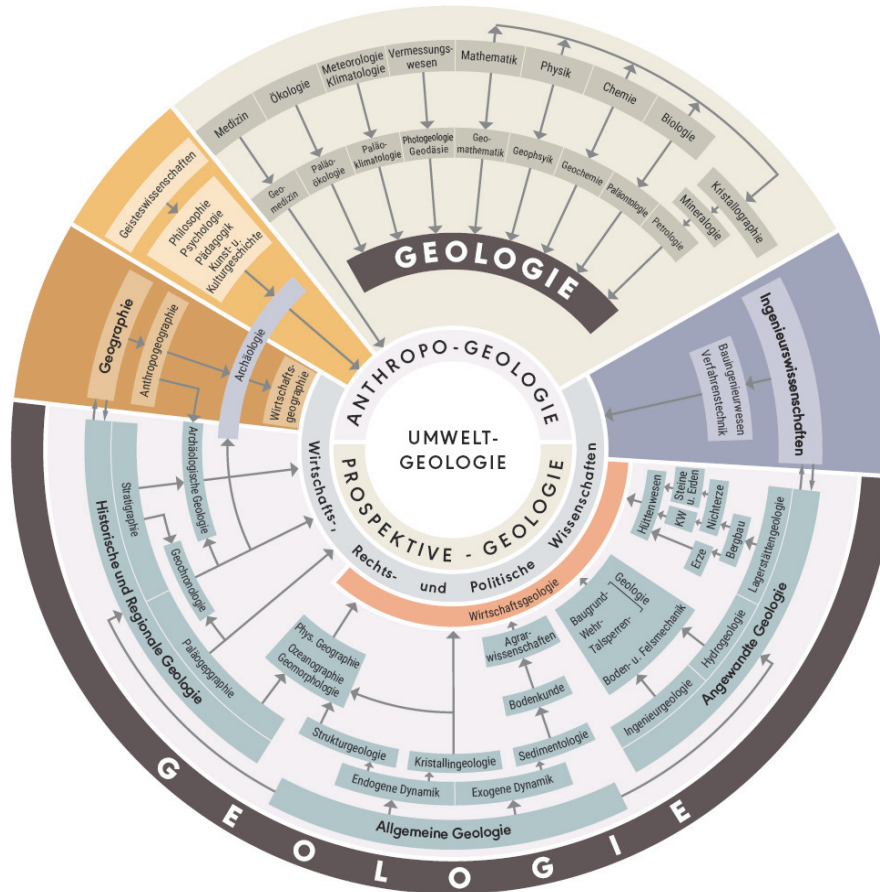 Medizin
Ökologie
Meteorologie
Klimatologie
Vermessungs-
wesen
Mathematik
Physik
Chemie
Biologie
Geo-
medizin
Paläo-
ökologie
Paläo-
klimatologie
Photogeologie
Geodäsie
Geo-
mathematik
Geophsyik
Geochemie
Paläontologie
Petrologie
Mineralogie
Kristallographie
GEOLOGIE
Geisteswissenschaften
Philosophie
Psychologie
Pädagogik
Kunst- u.
Kulturgeschichte
Geographie
Anthropogeographie
Archäologie
Wirtschafts-
geographie
Ingenieurswissenschaften
Bauingenieurwesen
Verfahrenstechnik
ANTHROPO-GEOLOGIE
UMWELT-
GEOLOGIE
PROSPEKTIVE - GEOLOGIE
Wirtschafts-, Rechts- und Politische Wissenschaften
Wirtschaftsgeologie
Historische und Regionale Geologie
Stratigraphie
Paläogepgraphie
Archäologische Geologie
Geochronologie
Phys. Geographie
Ozeanographie
Geomorphologie
Strukturgeologie
Kristallingeologie
Sedimentologie
Bodenkunde
Agrar-
wissenschaften
Endogene Dynamik
Exogene Dynamik
Allgemeine Geologie
Geologie
Baugrund-
Wehr-
Talsperren-
Boden- u. Felsmechanik
Hüttenwesen
Steine
u. Erden
KW
Nichterze
Erze
Bergbau
Lagerstättengeologie
Hydrogeologie
Ingenieurgeologie
Angewandte Geologie
GEOLOGIE